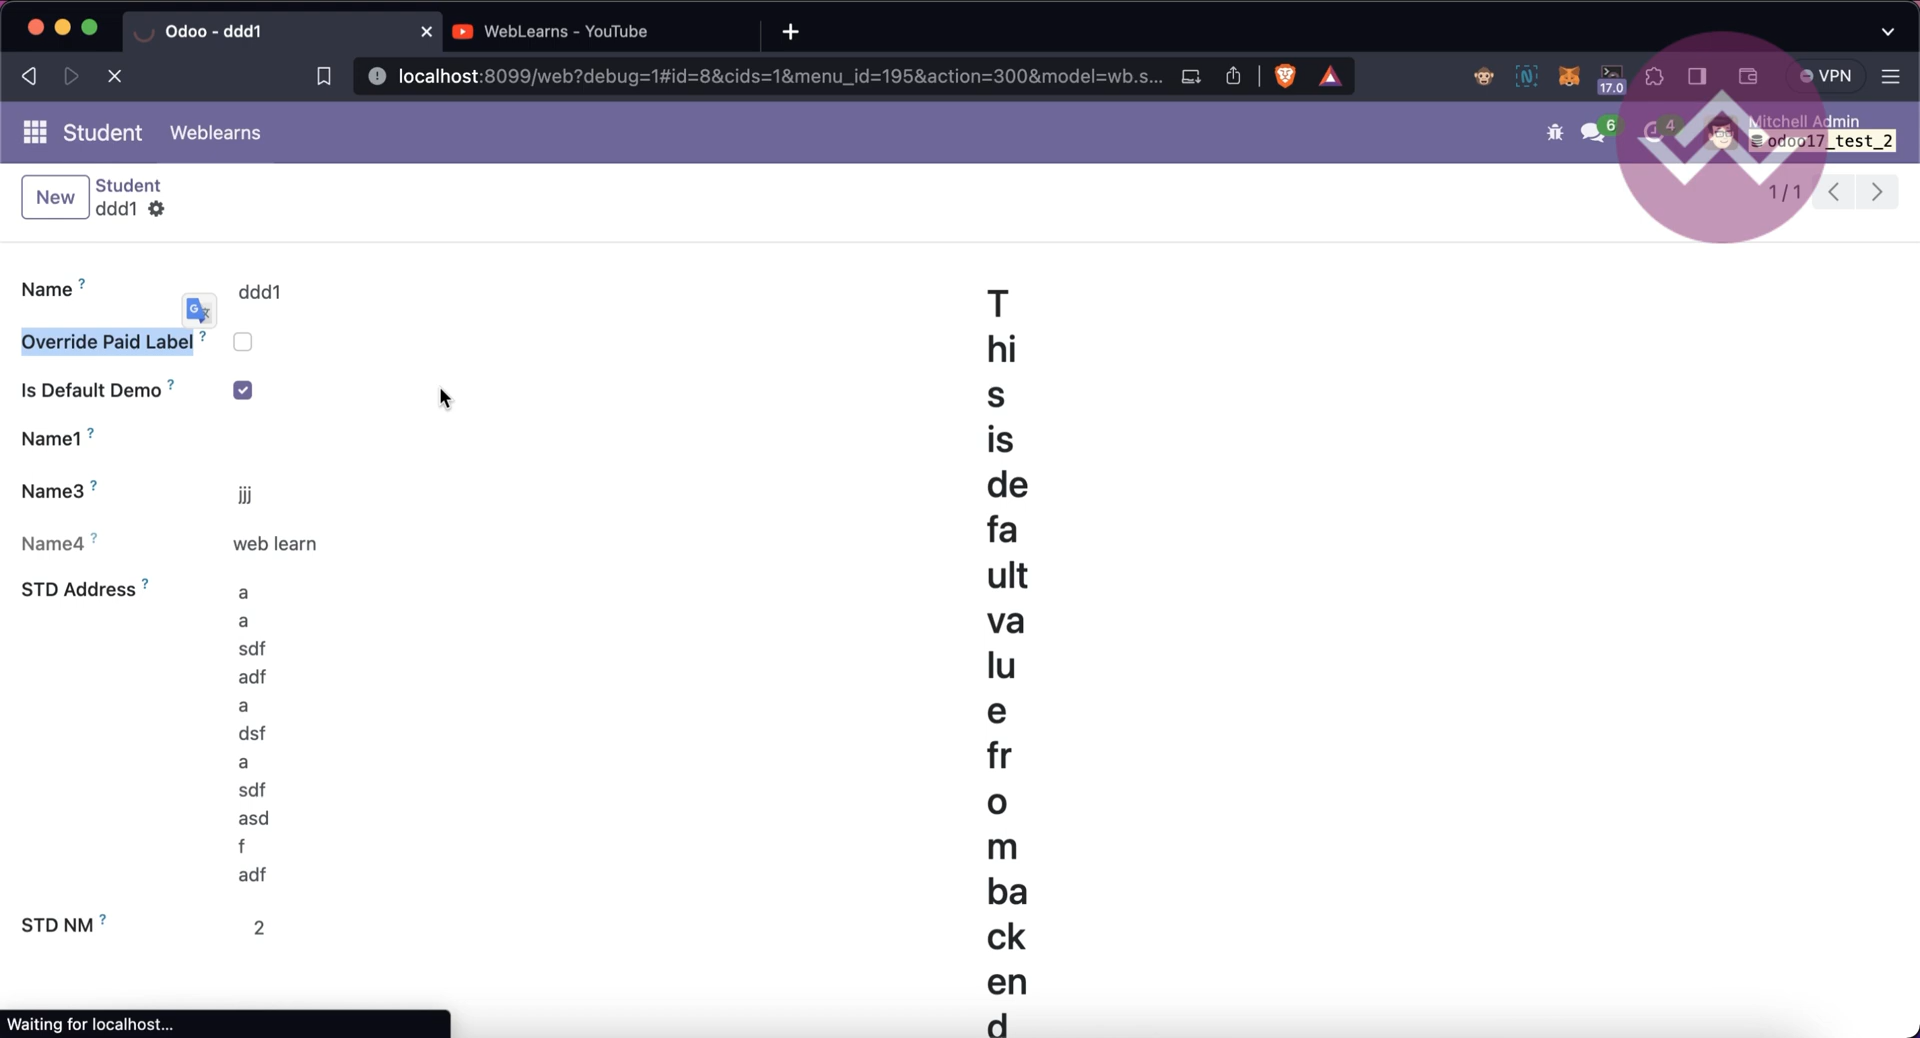 Odoo - ddd1
WebLearns - YouTube
localhost:8099/web?debug=1#id=8&cids=1&menu_id=195&action=300&model=wb.s...
17.0
VPN
Student
Weblearns
6
4
Mitchell Admin
odoo17_test_2
New
Student
ddd1
1 / 1
Name ?
ddd1
Override Paid Label ?
Is Default Demo ?
Name1 ?
Name3 ?
jjj
Name4 ?
web learn
STD Address ?
a
a
sdf
adf
a
dsf
a
sdf
asd
f
adf
STD NM ?
2
T
hi
s
is
de
fa
ult
va
lu
e
fr
o
m
ba
ck
en
d
Waiting for localhost...